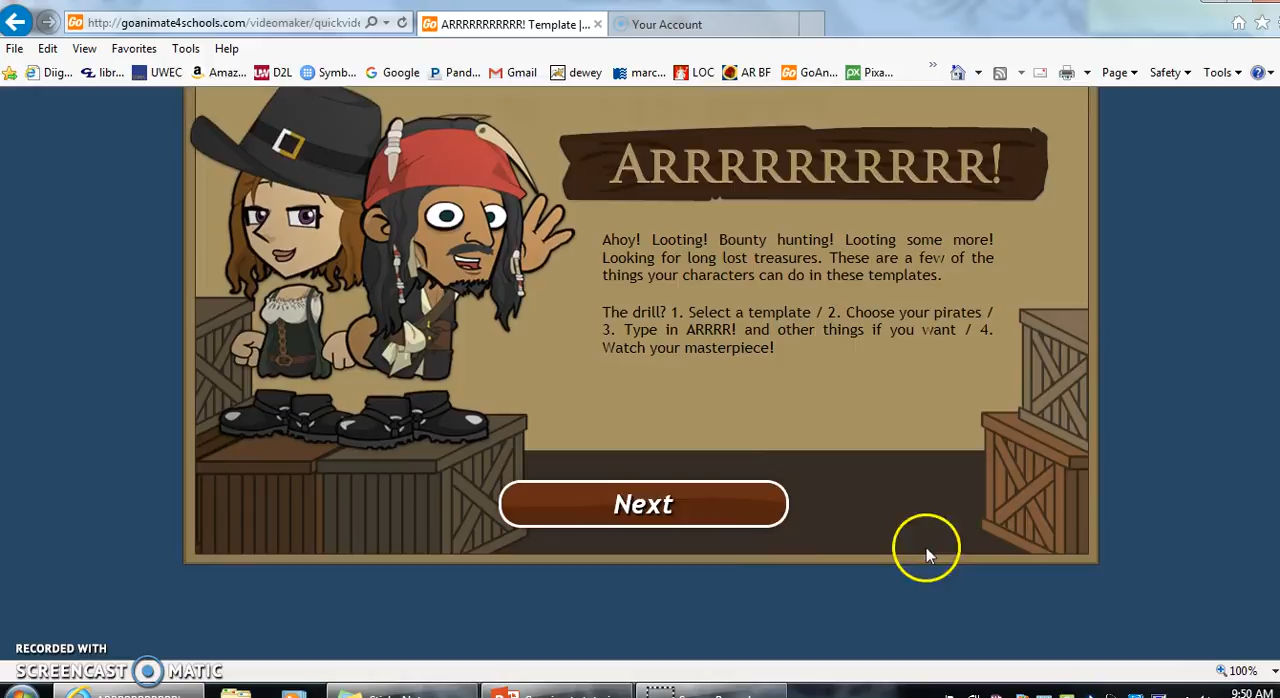 http://goanimate4schools.com/videomaker/quickvide
ARRRRRRRRRR! Template |...
Your Account
File Edit View Favorites Tools Help
Diig... libr... UWEC Amaz... D2L Symb... Google Pand... Gmail dewey marc... LOC AR BF GoAn... Pixa... » Page Safety Tools
ARRRRRRRRRR!
Ahoy! Looting! Bounty hunting! Looting some more!
Looking for long lost treasures. These are a few of the
things your characters can do in these templates.
The drill? 1. Select a template / 2. Choose your pirates /
3. Type in ARRRR! and other things if you want / 4.
Watch your masterpiece!
Next
RECORDED WITH
SCREENCAST MATIC
100%
9:50 AM